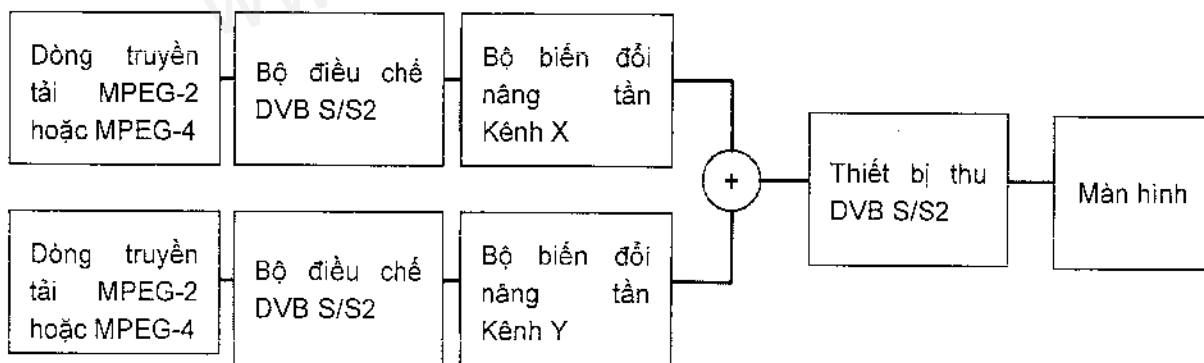 Dòng truyền
tải MPEG-2
hoặc MPEG-4
Bộ điều chế
DVB S/S2
Bộ biến đổi
nâng tần
Kênh X
+
Thiết bị thu
DVB S/S2
Màn hình
Dòng truyền
tải MPEG-2
hoặc MPEG-4
Bộ điều chế
DVB S/S2
Bộ biến đổi
nâng tần
Kênh Y